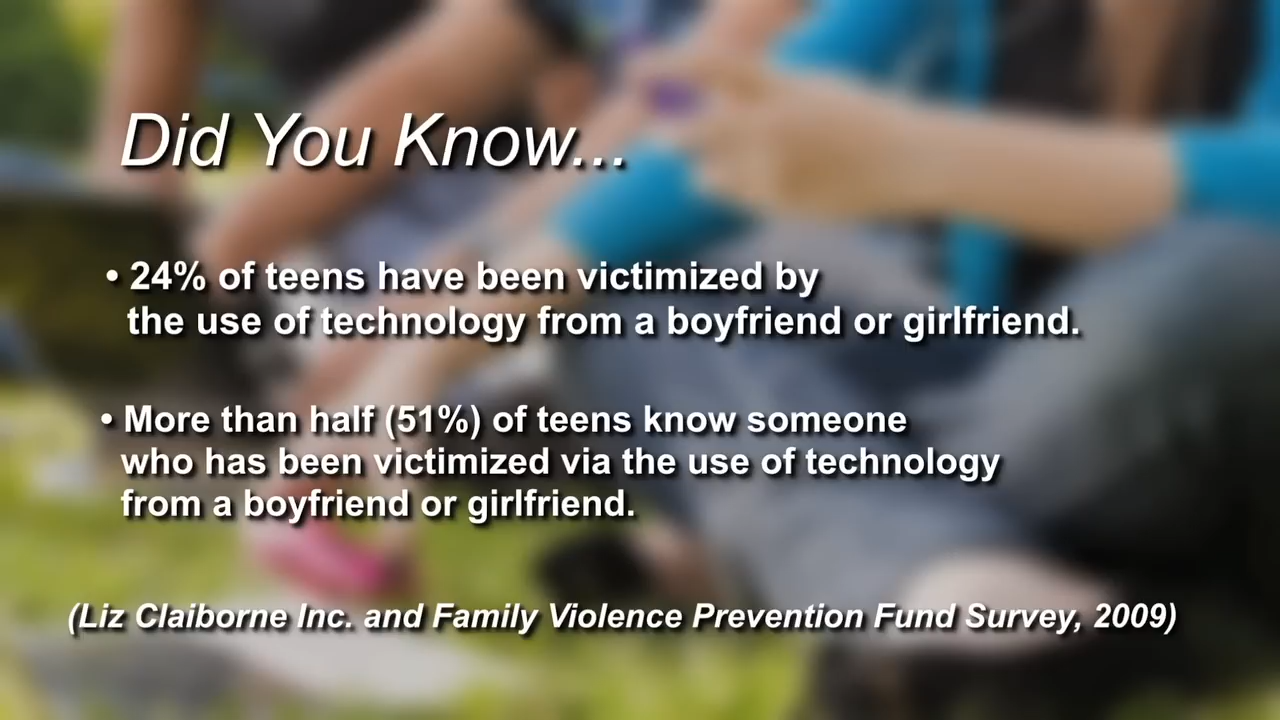 Did You Know...
• 24% of teens have been victimized by
the use of technology from a boyfriend or girlfriend.
• More than half (51%) of teens know someone
who has been victimized via the use of technology
from a boyfriend or girlfriend.
(Liz Claiborne Inc. and Family Violence Prevention Fund Survey, 2009)